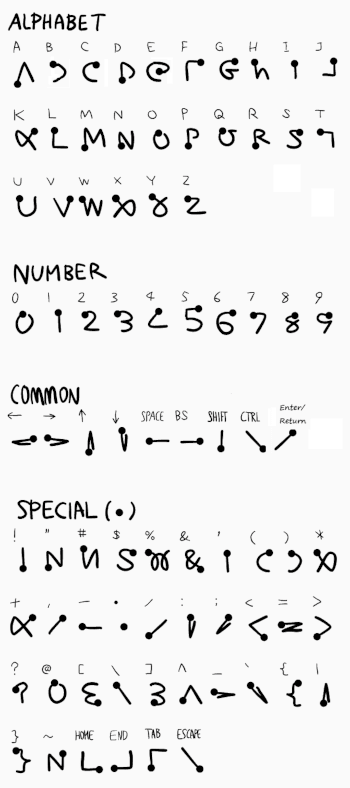 ALPHABET
A B C D E F G H I J
K L M N O P Q R S T
U V W X Y Z
NUMBER
0 1 2 3 4 5 6 7 8 9
COMMON
← → ↑ ↓ SPACE BS SHIFT CTRL Enter/
Return
SPECIAL (•)
! " # $ % & ' ( ) *
+ , - . / : ; < = >
? @ [ \ ] ^ _ ` { |
} ~ HOME END TAB ESCAPE